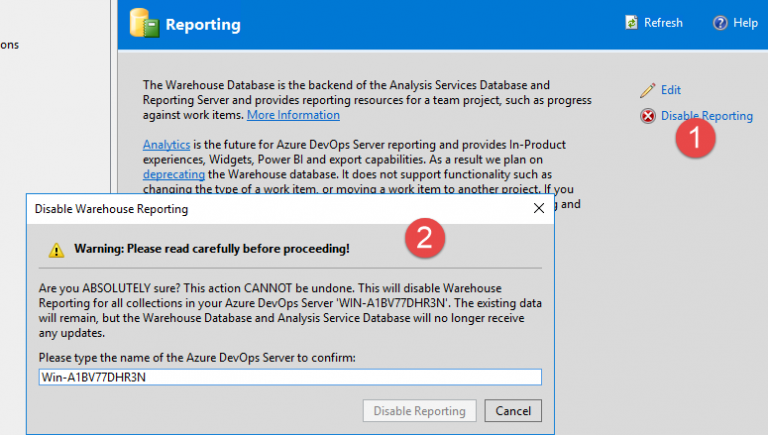 Reporting
Refresh
Help
ons
The Warehouse Database is the backend of the Analysis Services Database and
Reporting Server and provides reporting resources for a team project, such as progress
against work items. More Information
Edit
Disable Reporting
1
Analytics is the future for Azure DevOps Server reporting and provides In-Product
experiences, Widgets, Power BI and export capabilities. As a result we plan on
deprecating the Warehouse database. It does not support functionality such as
changing the type of a work item, or moving a work item to another project. If you
g and
Disable Warehouse Reporting
2
Warning: Please read carefully before proceeding!
Are you ABSOLUTELY sure? This action CANNOT be undone. This will disable Warehouse
Reporting for all collections in your Azure DevOps Server 'WIN-A1BV77DHR3N'. The existing data
will remain, but the Warehouse Database and Analysis Service Database will no longer receive
any updates.
Please type the name of the Azure DevOps Server to confirm:
Win-A1BV77DHR3N
Disable Reporting
Cancel